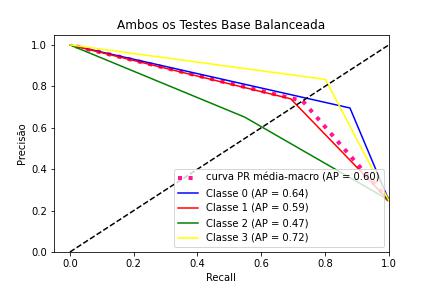 Ambos os Testes Base Balanceada
1.0
0.8
0.6
0.4
0.2
0.0
Precisão
curva PR média-macro (AP = 0.60)
Classe 0 (AP = 0.64)
Classe 1 (AP = 0.59)
Classe 2 (AP = 0.47)
Classe 3 (AP = 0.72)
0.0 0.2 0.4 0.6 0.8 1.0
Recall